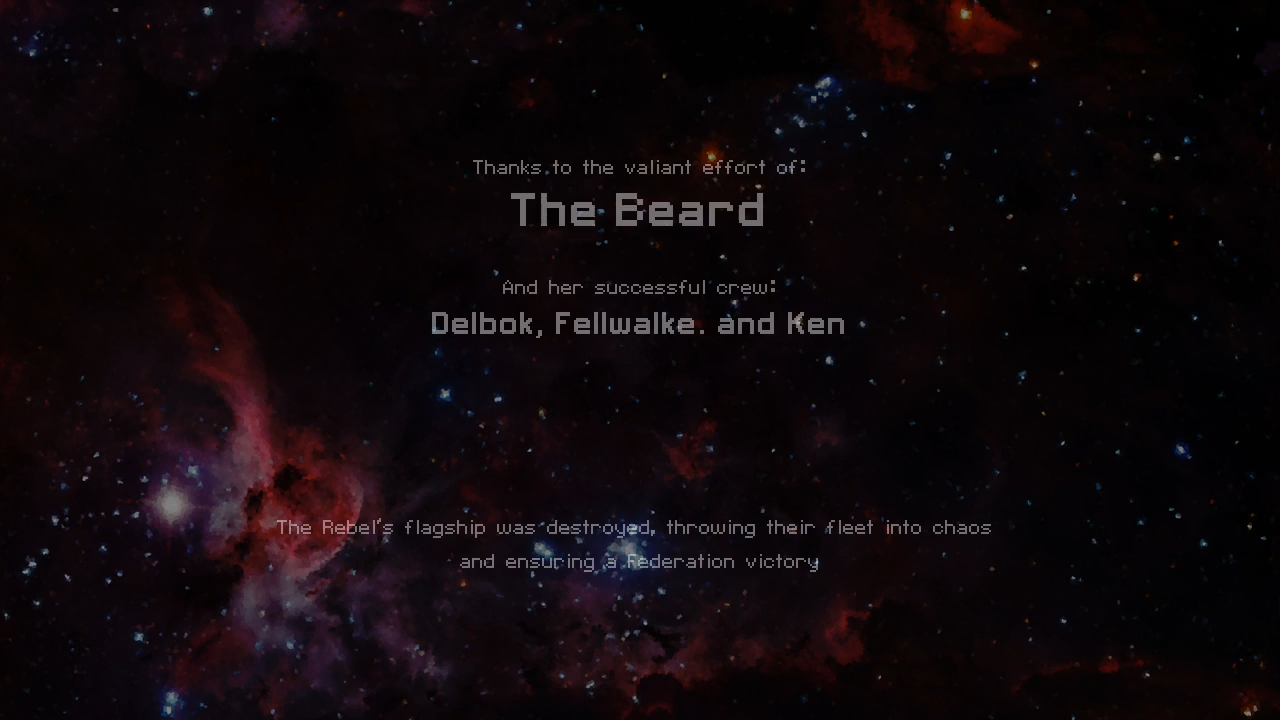 Thanks to the valiant effort of:
The Beard
And her successful crew:
Delbok, Fellwalke. and Ken
The Rebel's flagship was destroyed, throwing their fleet into chaos
and ensuring a Federation victory